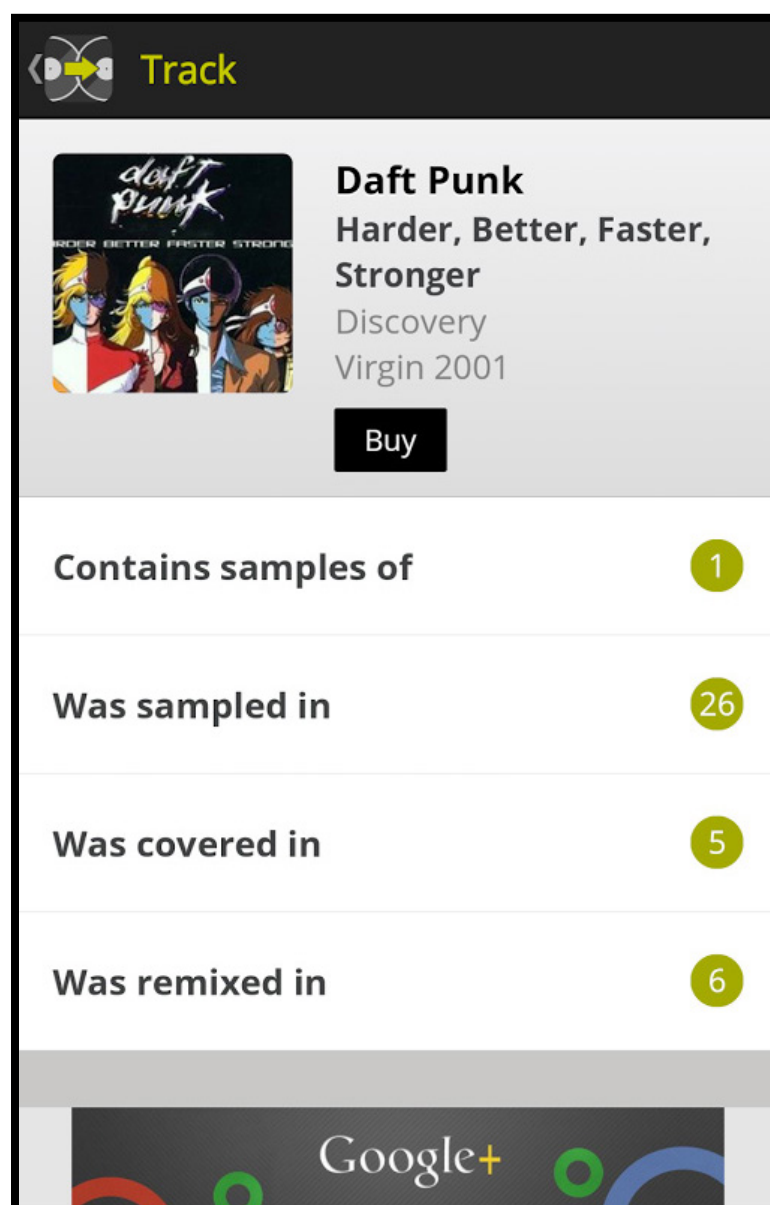 Track
daft
punk
RDER BETTER FASTER STRONG
Daft Punk
Harder, Better, Faster,
Stronger
Discovery
Virgin 2001
Buy
Contains samples of 1
Was sampled in 26
Was covered in 5
Was remixed in 6
Google+